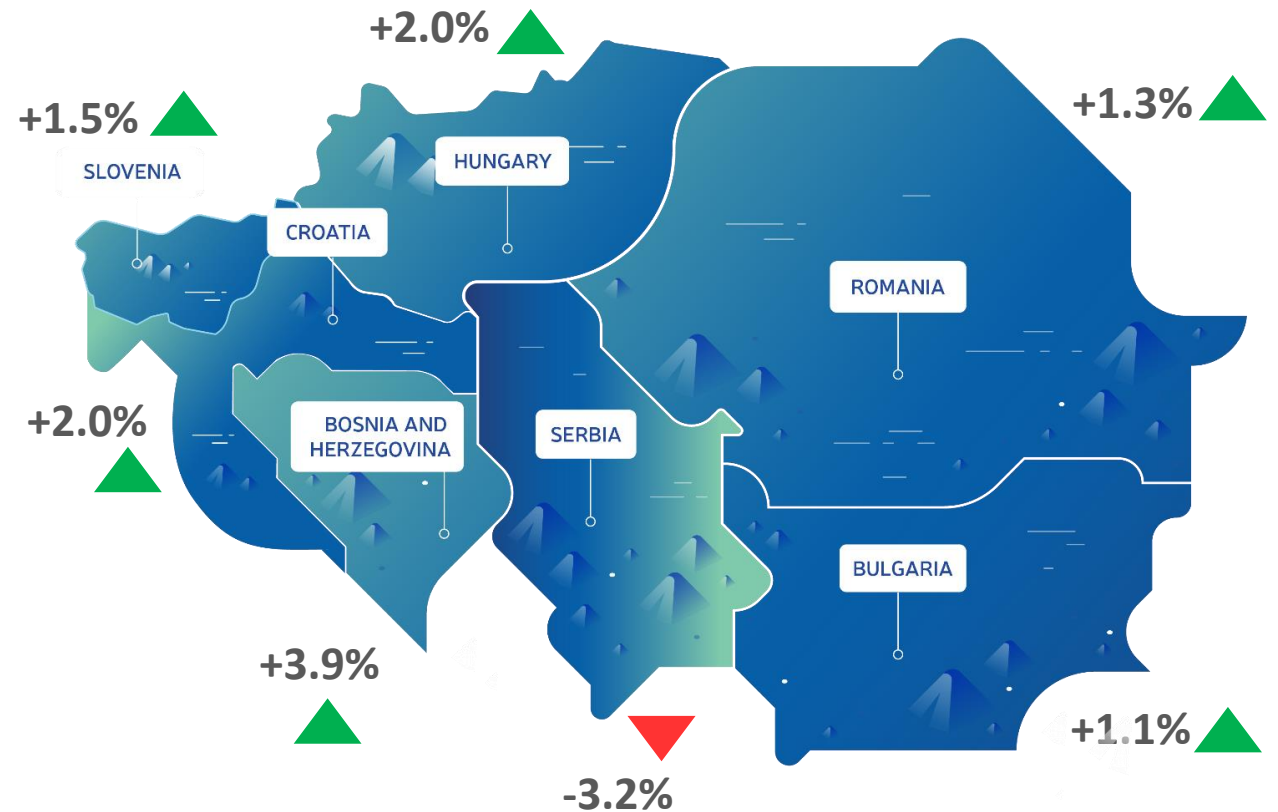 +2.0%
+1.3%
+1.5%
HUNGARY
SLOVENIA
CROATIA
ROMANIA
+2.0%
BOSNIA AND
HERZEGOVINA
SERBIA
BULGARIA
+3.9%
+1.1%
-3.2%